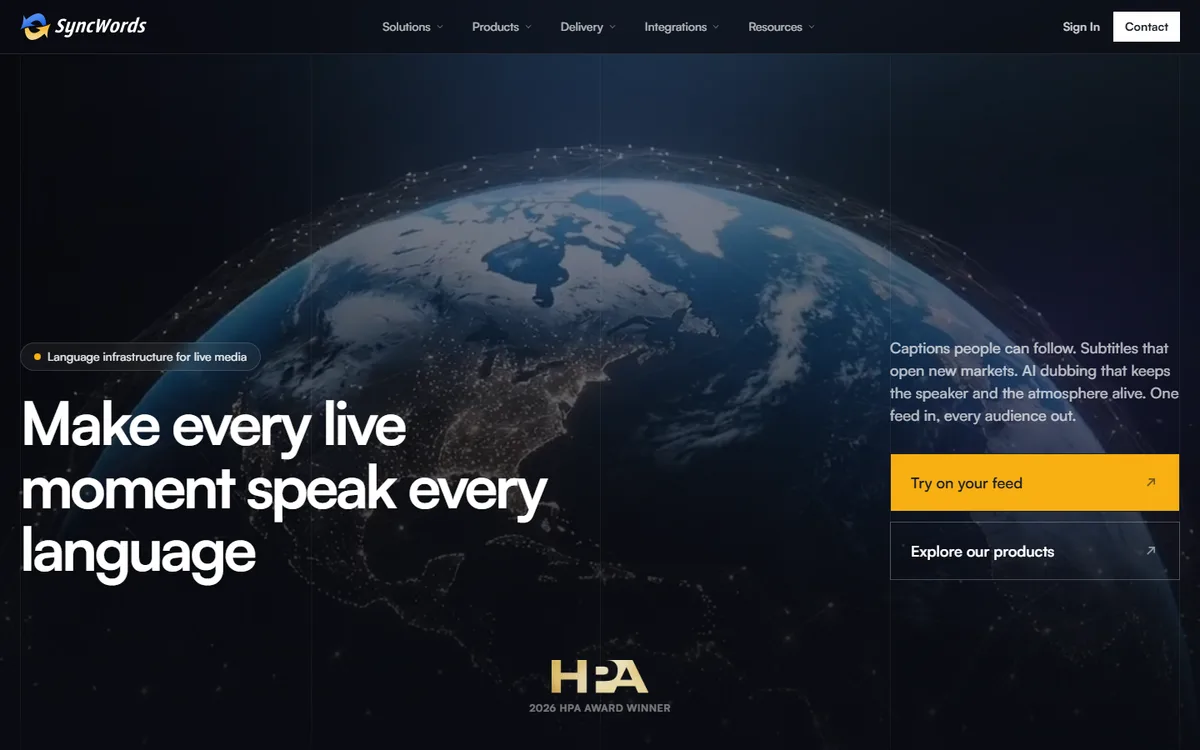 SyncWords
Solutions
Products
Delivery
Integrations
Resources
Sign In
Contact
Language infrastructure for live media
Make every live
moment speak every
language
Captions people can follow. Subtitles that
open new markets. AI dubbing that keeps
the speaker and the atmosphere alive. One
feed in, every audience out.
Try on your feed
Explore our products
HPA
2026 HPA AWARD WINNER